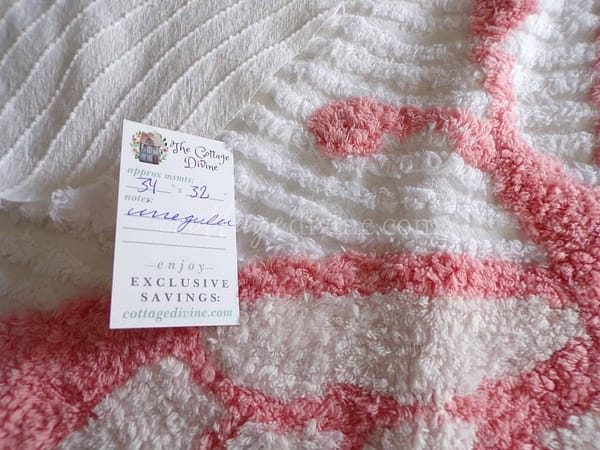 The Cottage
Divine
approx msmts:
34" x 32"
notes:
irregular
—enjoy—
EXCLUSIVE
SAVINGS:
cottagedivine.com